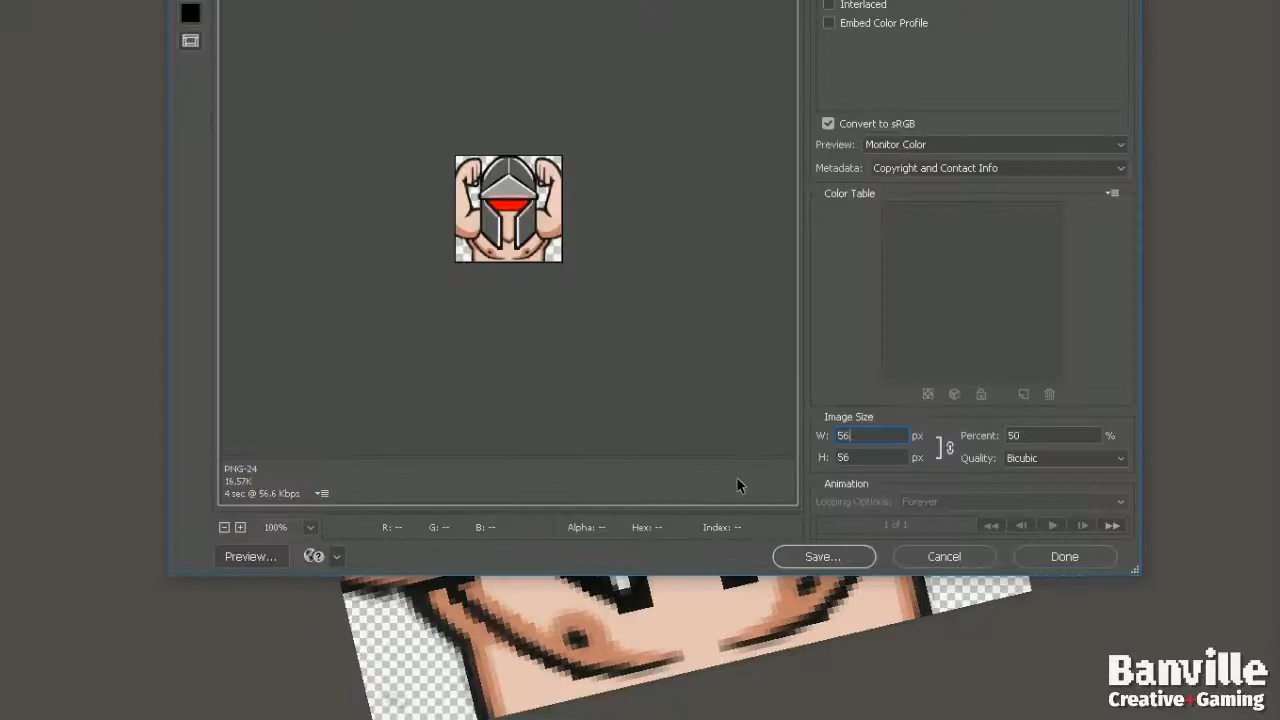 Interlaced
Embed Color Profile
Convert to sRGB
Preview: Monitor Color
Metadata: Copyright and Contact Info
Color Table
Image Size
W: 56 px Percent: 50 %
H: 56 px Quality: Bicubic
PNG-24
16,57K
4 sec @ 56.6 Kbps
Animation
Looping Options: Forever
1 of 1
100% R: -- G: -- B: -- Alpha: -- Hex: -- Index: --
Preview... Save... Cancel Done
Banville
Creative+Gaming